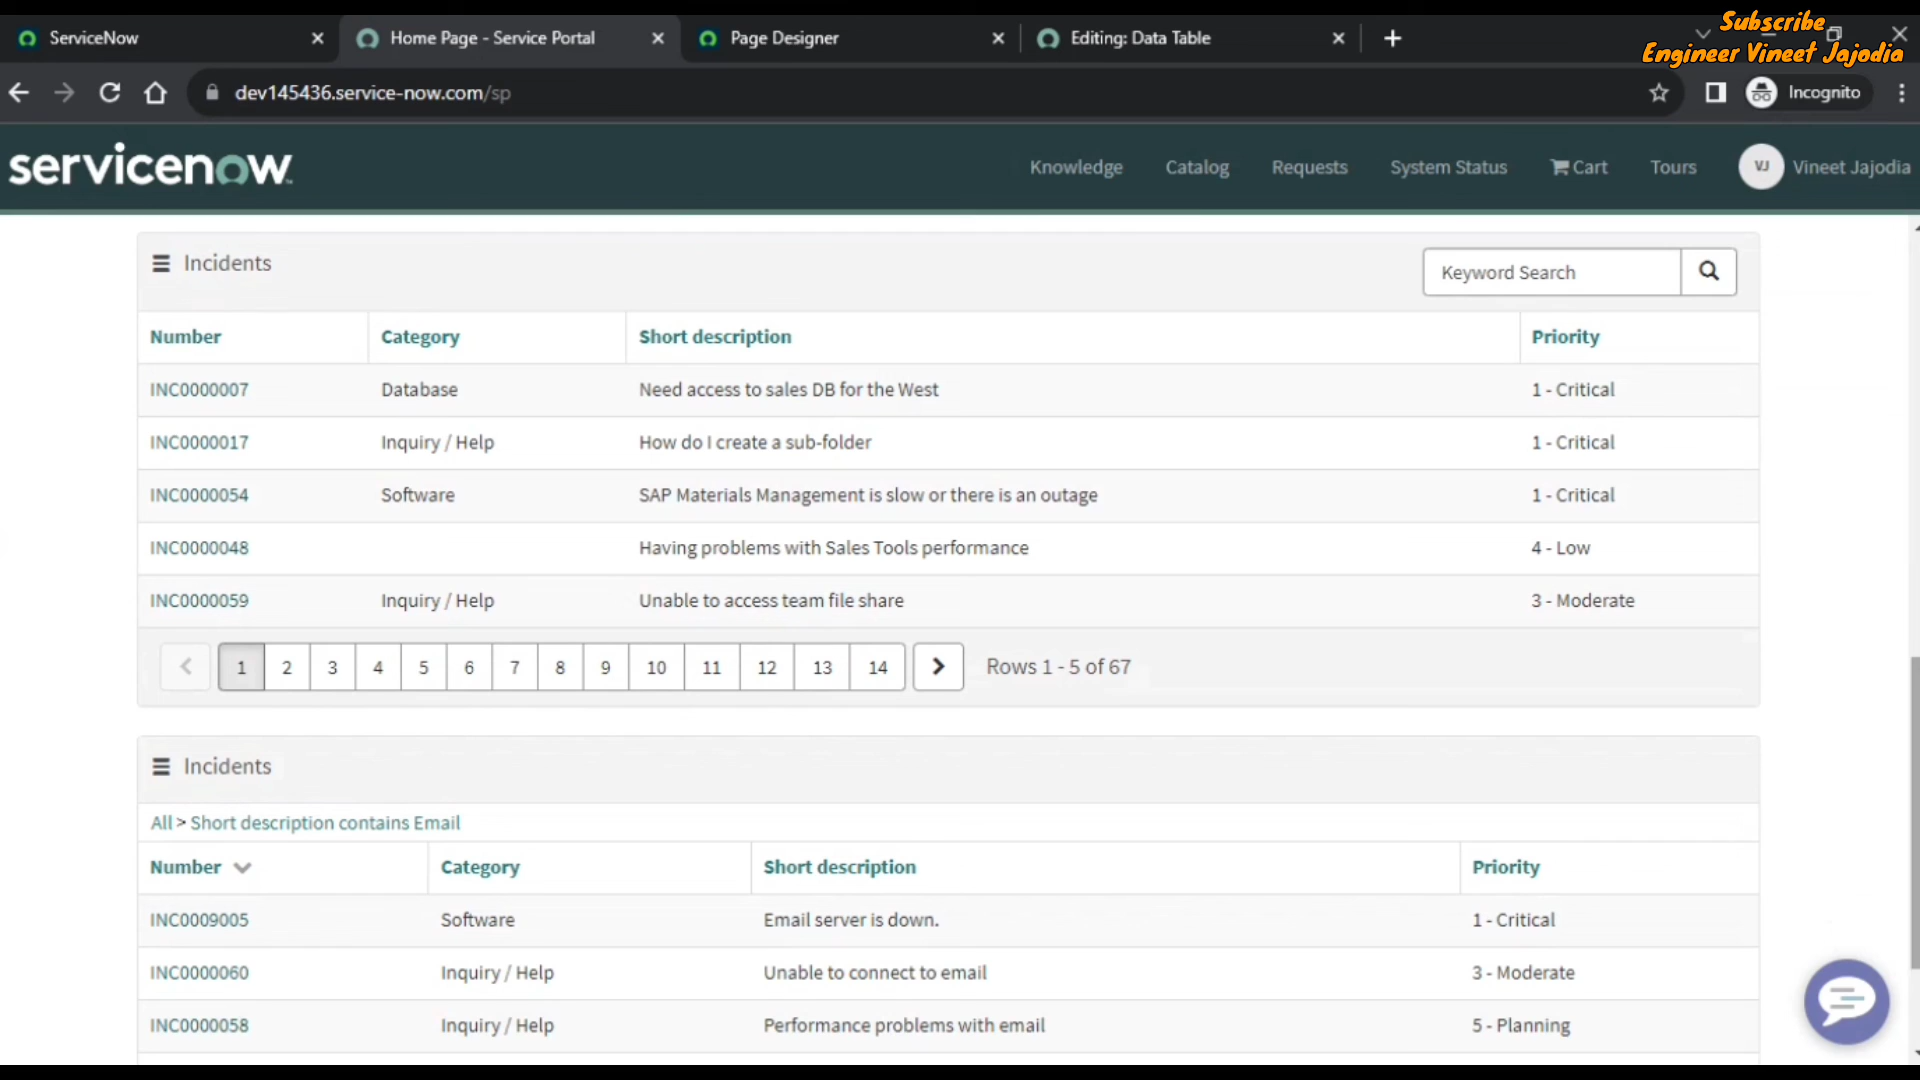 Subscribe
Engineer Vineet Jajodia
ServiceNow
Home Page - Service Portal
Page Designer
Editing: Data Table
dev145436.service-now.com/sp
Incognito
servicenow
Knowledge
Catalog
Requests
System Status
Cart
Tours
VJ
Vineet Jajodia
Incidents
Keyword Search
Number Category Short description Priority
INC0000007 Database Need access to sales DB for the West 1 - Critical
INC0000017 Inquiry / Help How do I create a sub-folder 1 - Critical
INC0000054 Software SAP Materials Management is slow or there is an outage 1 - Critical
INC0000048 Having problems with Sales Tools performance 4 - Low
INC0000059 Inquiry / Help Unable to access team file share 3 - Moderate
1 2 3 4 5 6 7 8 9 10 11 12 13 14 Rows 1 - 5 of 67
Incidents
All > Short description contains Email
Number Category Short description Priority
INC0009005 Software Email server is down. 1 - Critical
INC0000060 Inquiry / Help Unable to connect to email 3 - Moderate
INC0000058 Inquiry / Help Performance problems with email 5 - Planning